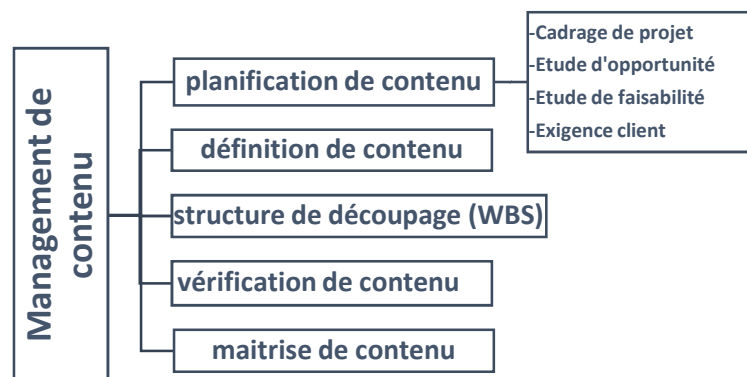 Management de
contenu
planification de contenu
-Cadrage de projet
-Etude d'opportunité
-Etude de faisabilité
-Exigence client
définition de contenu
structure de découpage (WBS)
vérification de contenu
maitrise de contenu